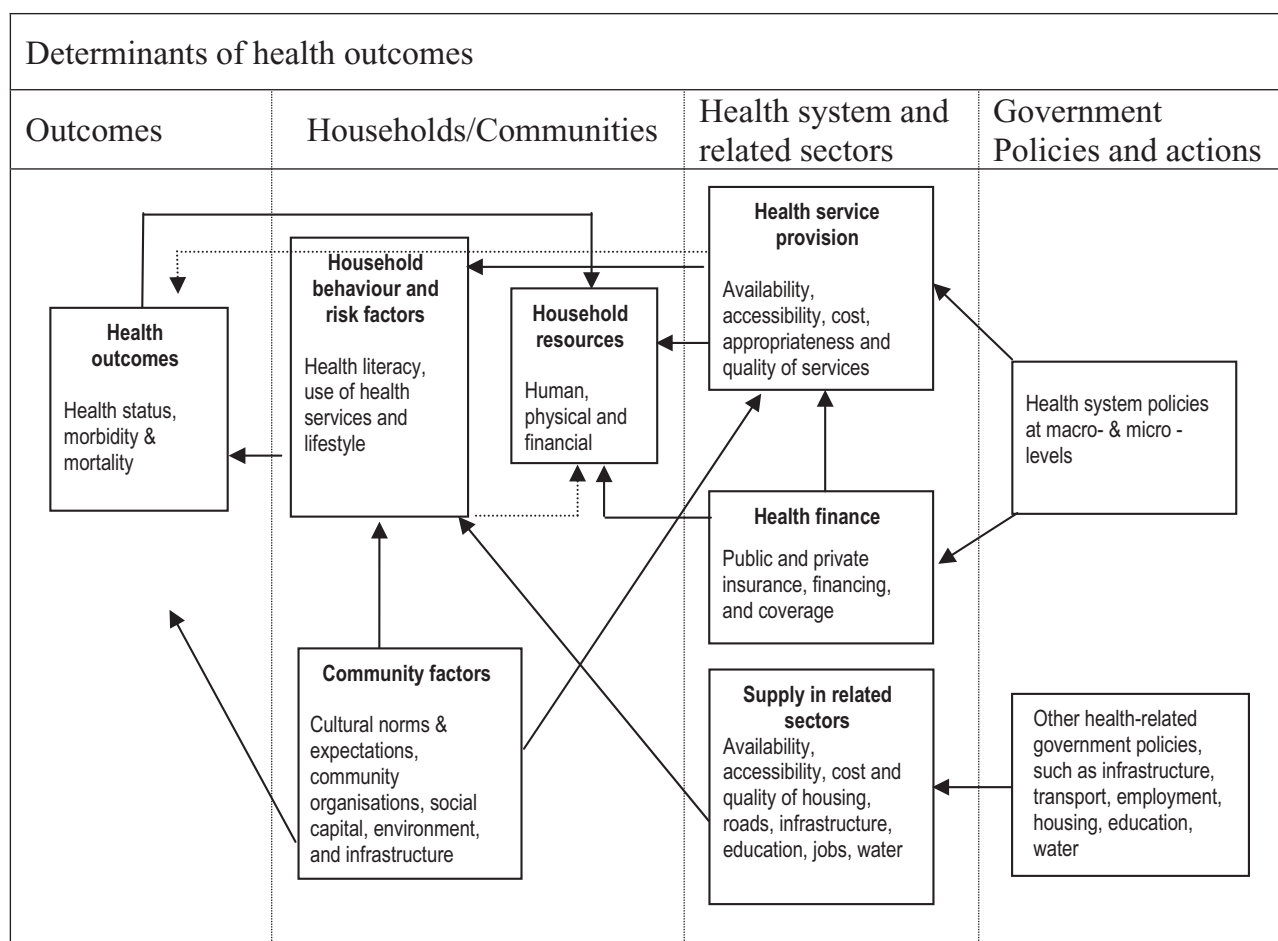 Determinants of health outcomes
Outcomes
Households/Communities
Health system and
related sectors
Government
Policies and actions
Health
outcomes
Health status,
morbidity &
mortality
Household
behaviour and
risk factors
Health literacy,
use of health
services and
lifestyle
Household
resources
Human,
physical and
financial
Community factors
Cultural norms &
expectations,
community
organisations, social
capital, environment,
and infrastructure
Health service
provision
Availability,
accessibility, cost,
appropriateness and
quality of services
Health finance
Public and private
insurance, financing,
and coverage
Supply in related
sectors
Availability,
accessibility, cost and
quality of housing,
roads, infrastructure,
education, jobs, water
Health system policies
at macro- & micro -
levels
Other health-related
government policies,
such as infrastructure,
transport, employment,
housing, education,
water